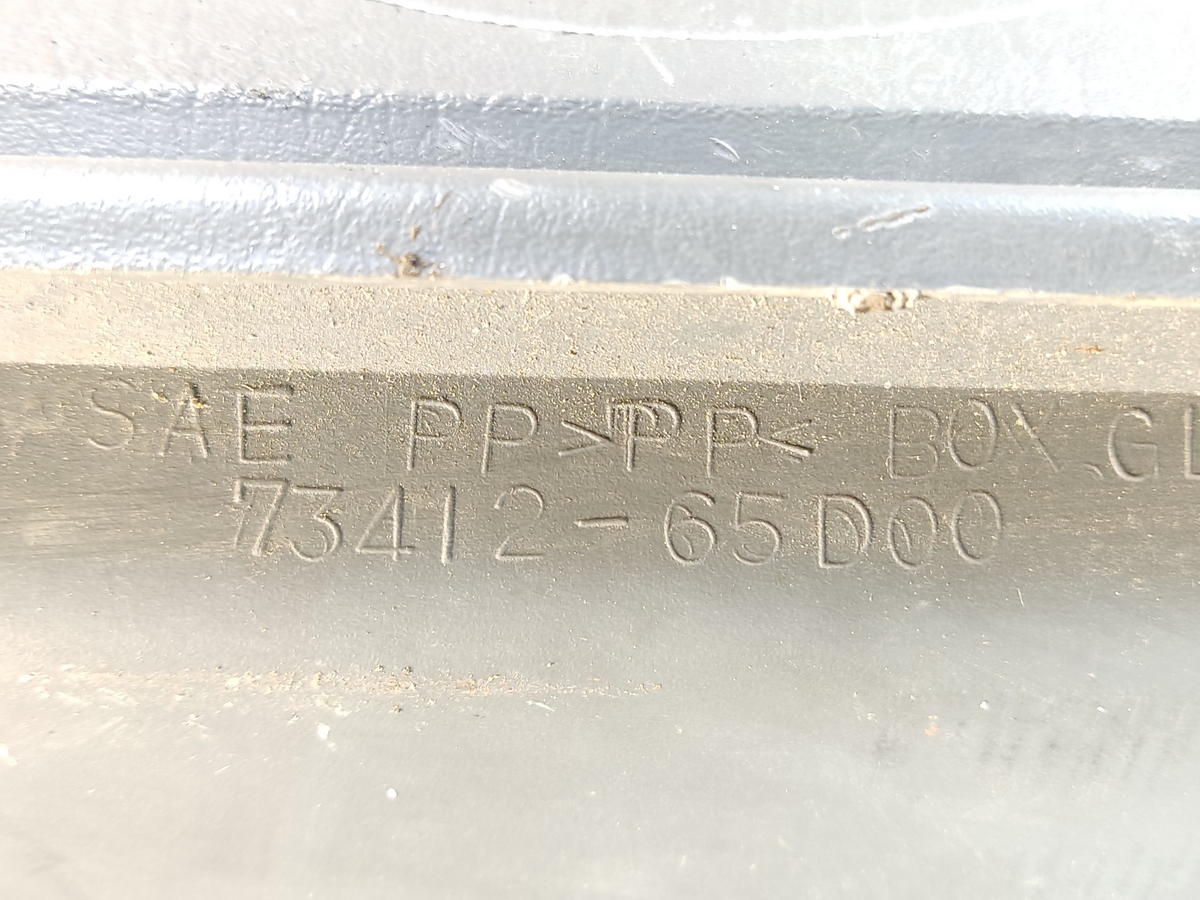 SAE PP >PP< BOX, GL
73412-65D00